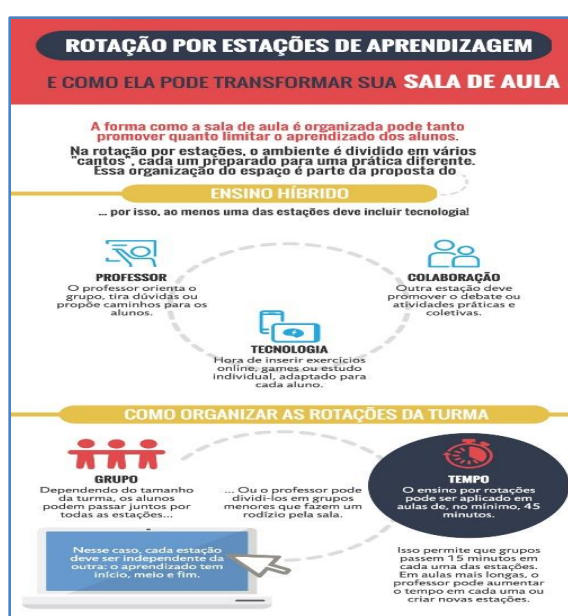 ROTAÇÃO POR ESTAÇÕES DE APRENDIZAGEM
E COMO ELA PODE TRANSFORMAR SUA SALA DE AULA
A forma como a sala de aula é organizada pode tanto
promover quanto limitar o aprendizado dos alunos.
Na rotação por estações, o ambiente é dividido em vários
"cantos", cada um preparado para uma prática diferente.
Essa organização do espaço é parte da proposta do
ENSINO HÍBRIDO
... por isso, ao menos uma das estações deve incluir tecnologia!
PROFESSOR
O professor orienta o
grupo, tira dúvidas ou
propõe caminhos para os
alunos.
COLABORAÇÃO
Outra estação deve
promover o debate ou
atividades práticas e
coletivas.
TECNOLOGIA
Hora de inserir exercícios
online, games ou estudo
individual, adaptado para
cada aluno.
COMO ORGANIZAR AS ROTAÇÕES DA TURMA
GRUPO
Dependendo do tamanho
da turma, os alunos
podem passar juntos por
todas as estações...
... Ou o professor pode
dividi-los em grupos
menores que fazem um
rodízio pela sala.
TEMPO
O ensino por rotações
pode ser aplicado em
aulas de, no mínimo, 45
minutos.
Nesse caso, cada estação
deve ser independente da
outra: o aprendizado tem
início, meio e fim.
Isso permite que grupos
passem 15 minutos em
cada uma das estações.
Em aulas mais longas, o
professor pode aumentar
o tempo em cada uma ou
criar novas estações.